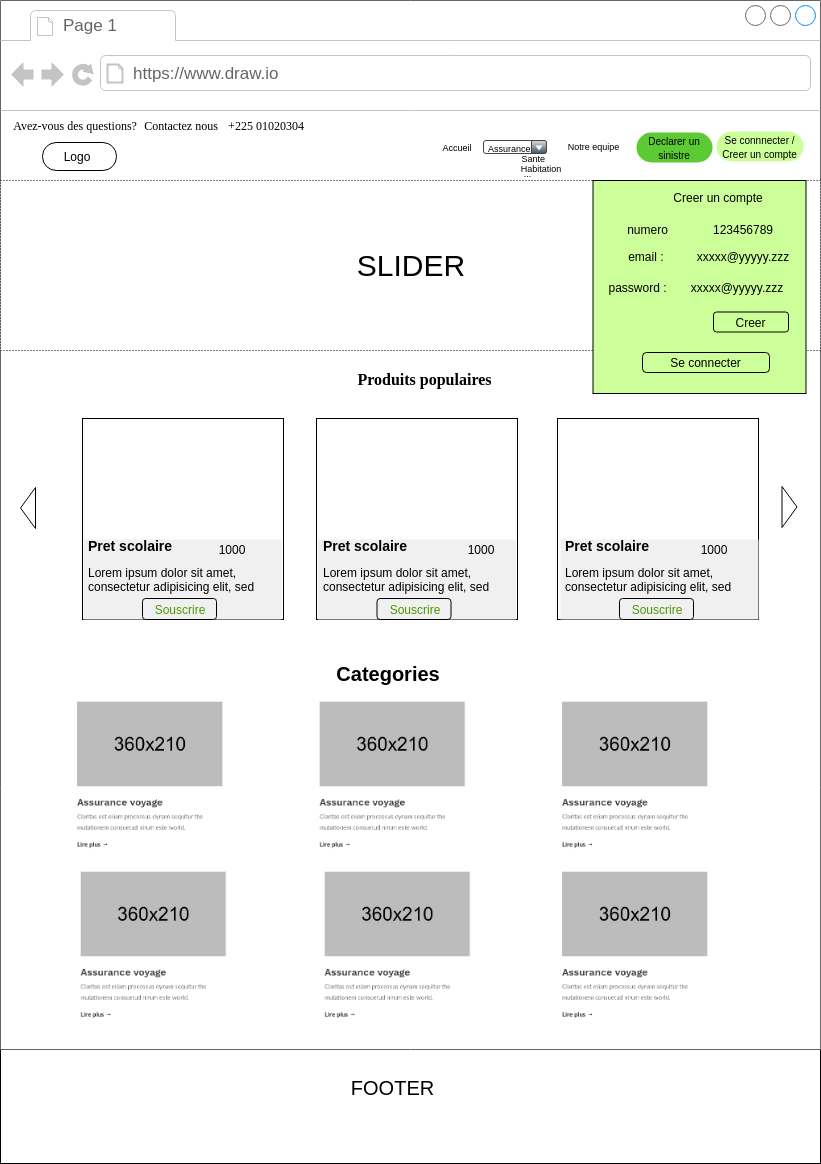 Page 1
https://www.draw.io
Avez-vous des questions? Contactez nous +225 01020304
Logo
Accueil
Assurance
Sante
Habitation
...
Notre equipe
Declarer un
sinistre
Se connnecter /
Creer un compte
Creer un compte
numero 123456789
email : xxxxx@yyyyy.zzz
password : xxxxx@yyyyy.zzz
Creer
Se connecter
SLIDER
Produits populaires
Pret scolaire 1000
Lorem ipsum dolor sit amet,
consectetur adipisicing elit, sed
Souscrire
Pret scolaire 1000
Lorem ipsum dolor sit amet,
consectetur adipisicing elit, sed
Souscrire
Pret scolaire 1000
Lorem ipsum dolor sit amet,
consectetur adipisicing elit, sed
Souscrire
Categories
360x210
Assurance voyage
Claritas est etiam processus dynam sequitur the
mutationem consuetud nirum este world.
Lire plus →
360x210
Assurance voyage
Claritas est etiam processus dynam sequitur the
mutationem consuetud nirum este world.
Lire plus →
360x210
Assurance voyage
Claritas est etiam processus dynam sequitur the
mutationem consuetud nirum este world.
Lire plus →
360x210
Assurance voyage
Claritas est etiam processus dynam sequitur the
mutationem consuetud nirum este world.
Lire plus →
360x210
Assurance voyage
Claritas est etiam processus dynam sequitur the
mutationem consuetud nirum este world.
Lire plus →
360x210
Assurance voyage
Claritas est etiam processus dynam sequitur the
mutationem consuetud nirum este world.
Lire plus →
FOOTER